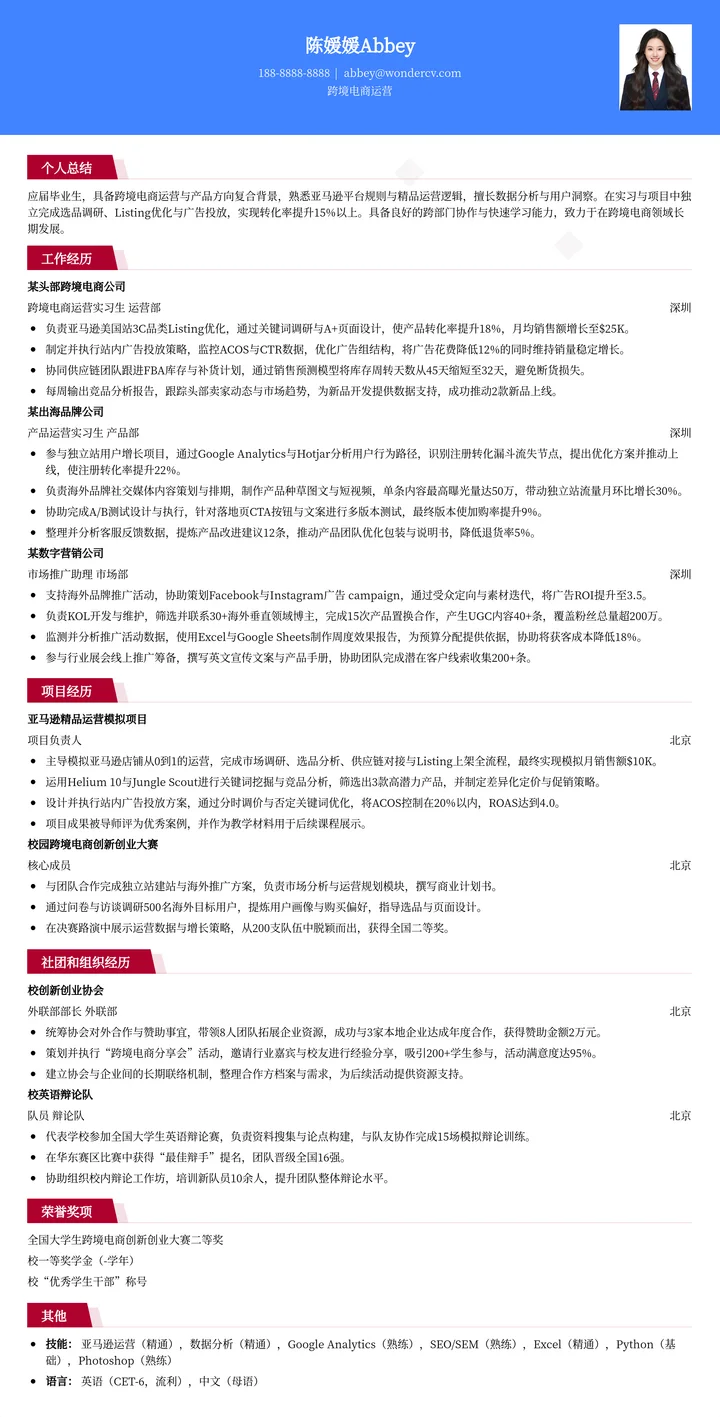 陈媛媛Abbey
188-8888-8888 | abbey@wondercv.com
跨境电商运营
个人总结
应届毕业生，具备跨境电商运营与产品方向复合背景，熟悉亚马逊平台规则与精品运营逻辑，擅长数据分析与用户洞察。在实习与项目中独
立完成选品调研、Listing优化与广告投放，实现转化率提升15%以上。具备良好的跨部门协作与快速学习能力，致力于在跨境电商领域长
期发展。
工作经历
某头部跨境电商公司
跨境电商运营实习生 运营部 深圳
• 负责亚马逊美国站3C品类Listing优化，通过关键词调研与A+页面设计，使产品转化率提升18%，月均销售额增长至$25K。
• 制定并执行站内广告投放策略，监控ACOS与CTR数据，优化广告组结构，将广告花费降低12%的同时维持销量稳定增长。
• 协同供应链团队跟进FBA库存与补货计划，通过销售预测模型将库存周转天数从45天缩短至32天，避免断货损失。
• 每周输出竞品分析报告，跟踪头部卖家动态与市场趋势，为新品开发提供数据支持，成功推动2款新品上线。
某出海品牌公司
产品运营实习生 产品部 深圳
• 参与独立站用户增长项目，通过Google Analytics与Hotjar分析用户行为路径，识别注册转化漏斗流失节点，提出优化方案并推动上
线，使注册转化率提升22%。
• 负责海外品牌社交媒体内容策划与排期，制作产品种草图文与短视频，单条内容最高曝光量达50万，带动独立站流量月环比增长30%。
• 协助完成A/B测试设计与执行，针对落地页CTA按钮与文案进行多版本测试，最终版本使加购率提升9%。
• 整理并分析客服反馈数据，提炼产品改进建议12条，推动产品团队优化包装与说明书，降低退货率5%。
某数字营销公司
市场推广助理 市场部 深圳
• 支持海外品牌推广活动，协助策划Facebook与Instagram广告 campaign，通过受众定向与素材迭代，将广告ROI提升至3.5。
• 负责KOL开发与维护，筛选并联系30+海外垂直领域博主，完成15次产品置换合作，产生UGC内容40+条，覆盖粉丝总量超200万。
• 监测并分析推广活动数据，使用Excel与Google Sheets制作周度效果报告，为预算分配提供依据，协助将获客成本降低18%。
• 参与行业展会线上推广筹备，撰写英文宣传文案与产品手册，协助团队完成潜在客户线索收集200+条。
项目经历
亚马逊精品运营模拟项目
项目负责人 北京
• 主导模拟亚马逊店铺从0到1的运营，完成市场调研、选品分析、供应链对接与Listing上架全流程，最终实现模拟月销售额$10K。
• 运用Helium 10与Jungle Scout进行关键词挖掘与竞品分析，筛选出3款高潜力产品，并制定差异化定价与促销策略。
• 设计并执行站内广告投放方案，通过分时调价与否定关键词优化，将ACOS控制在20%以内，ROAS达到4.0。
• 项目成果被导师评为优秀案例，并作为教学材料用于后续课程展示。
校园跨境电商创新创业大赛
核心成员 北京
• 与团队合作完成独立站建站与海外推广方案，负责市场分析与运营规划模块，撰写商业计划书。
• 通过问卷与访谈调研500名海外目标用户，提炼用户画像与购买偏好，指导选品与页面设计。
• 在决赛路演中展示运营数据与增长策略，从200支队伍中脱颖而出，获得全国二等奖。
社团和组织经历
校创新创业协会
外联部部长 外联部 北京
• 统筹协会对外合作与赞助事宜，带领8人团队拓展企业资源，成功与3家本地企业达成年度合作，获得赞助金额2万元。
• 策划并执行“跨境电商分享会”活动，邀请行业嘉宾与校友进行经验分享，吸引200+学生参与，活动满意度达95%。
• 建立协会与企业间的长期联络机制，整理合作方档案与需求，为后续活动提供资源支持。
校英语辩论队
队员 辩论队 北京
• 代表学校参加全国大学生英语辩论赛，负责资料搜集与论点构建，与队友协作完成15场模拟辩论训练。
• 在华东赛区比赛中获得“最佳辩手”提名，团队晋级全国16强。
• 协助组织校内辩论工作坊，培训新队员10余人，提升团队整体辩论水平。
荣誉奖项
全国大学生跨境电商创新创业大赛二等奖
校一等奖学金（-学年）
校“优秀学生干部”称号
其他
• 技能： 亚马逊运营（精通），数据分析（精通），Google Analytics（熟练），SEO/SEM（熟练），Excel（精通），Python（基
础），Photoshop（熟练）
• 语言： 英语（CET-6，流利），中文（母语）